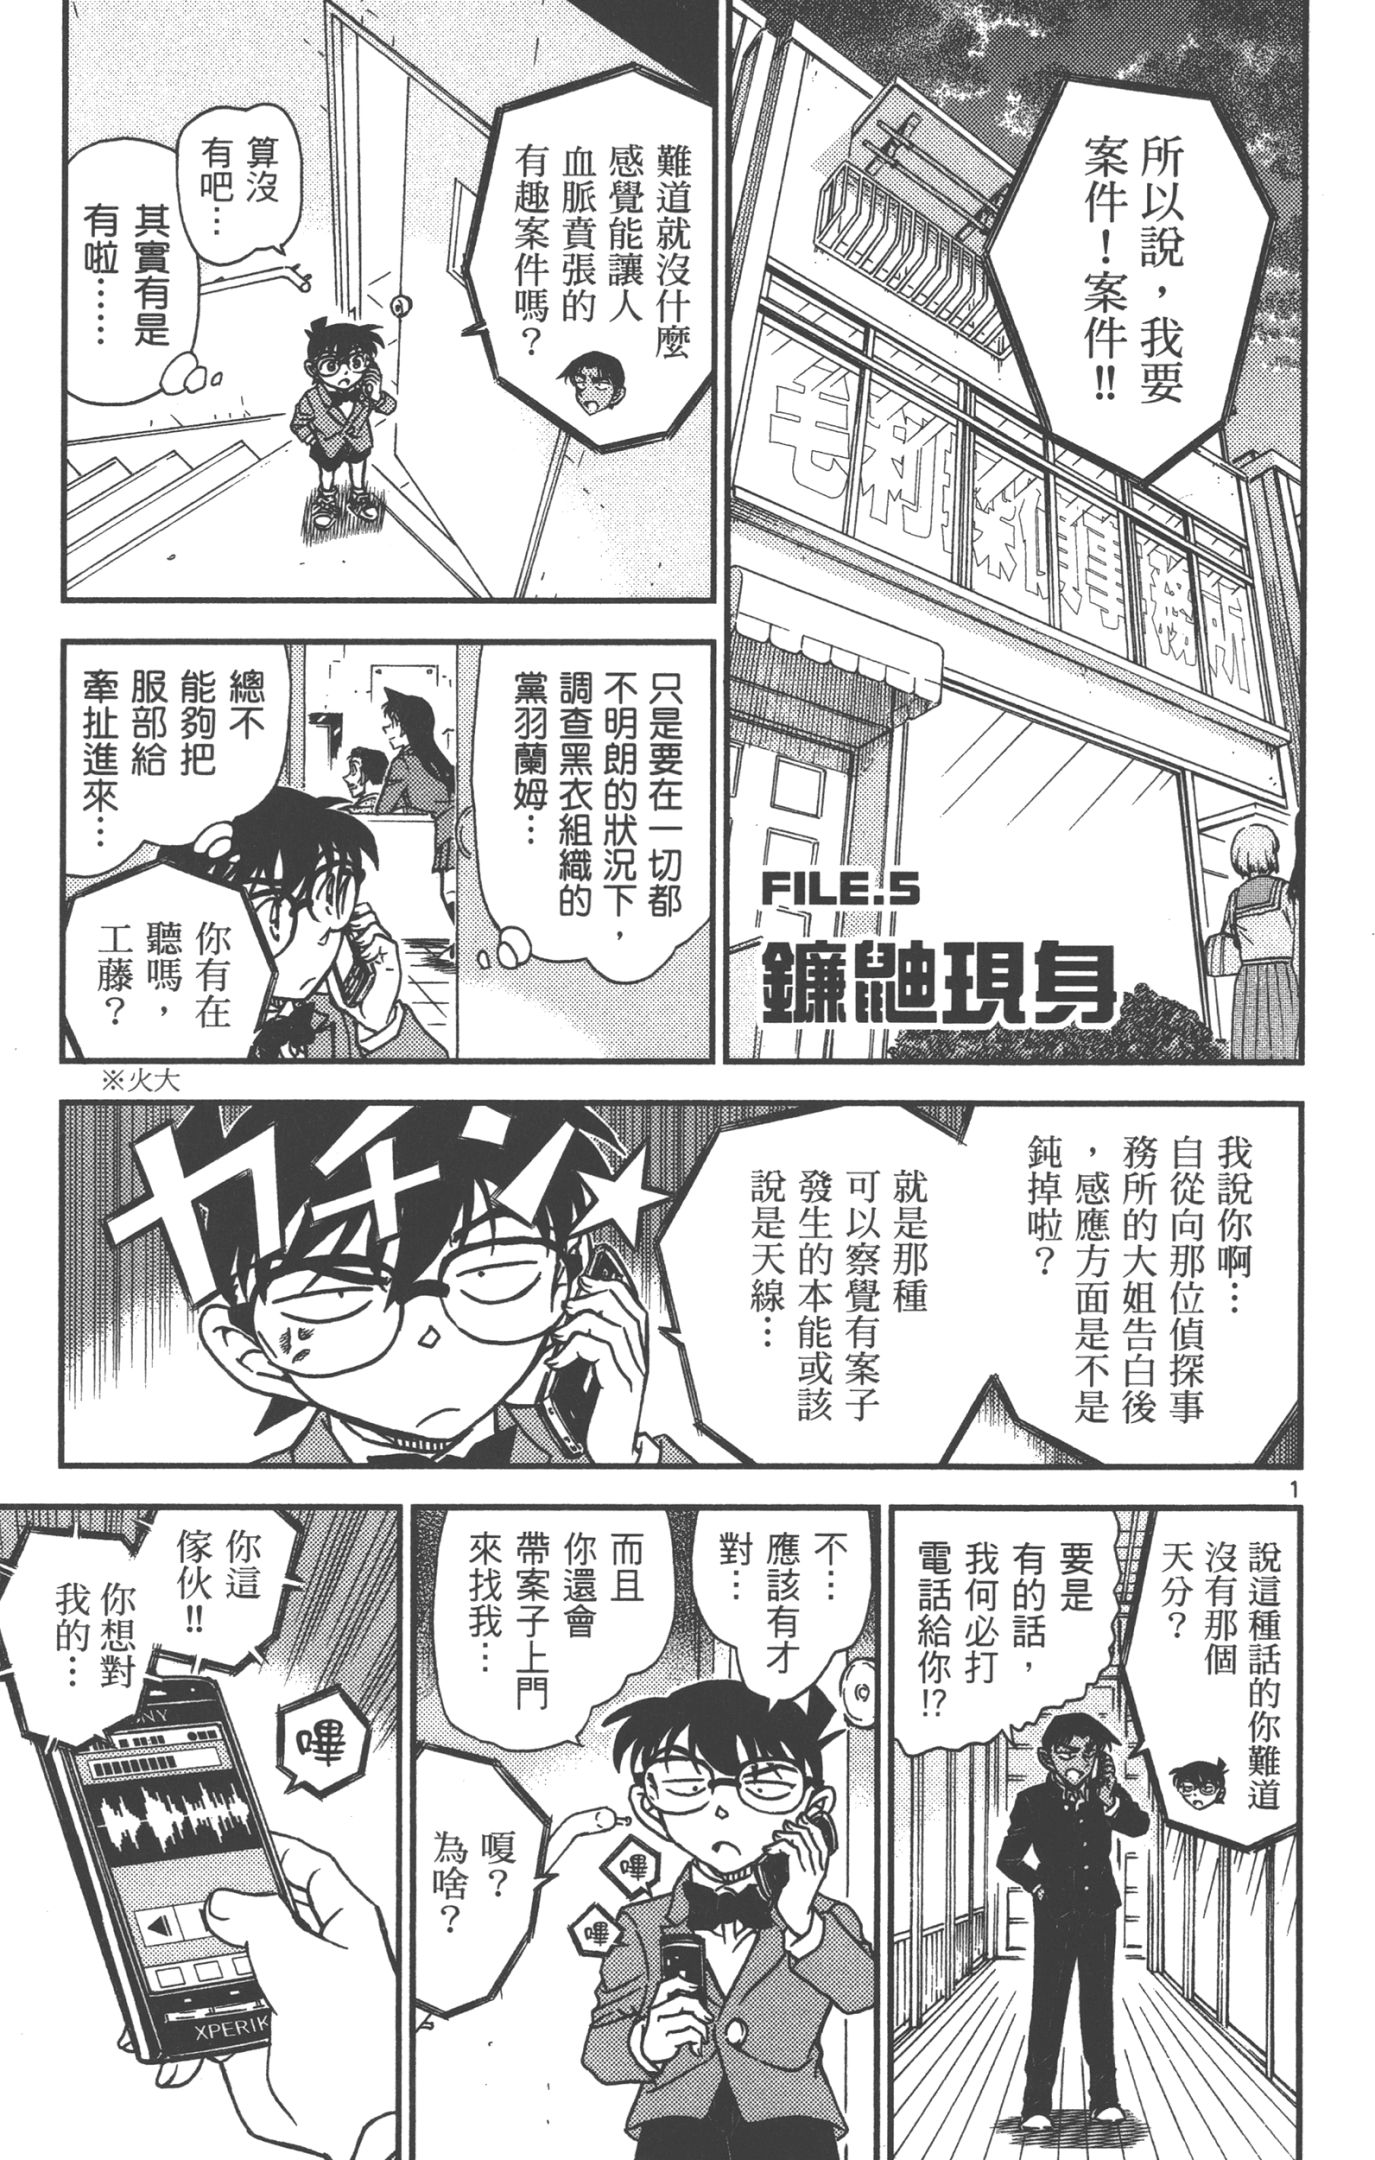 所以說，我要
案件！案件!!
毛利偵探事務所
FILE.5
鐮鼬現身
難道就沒什麼
感覺能讓人
血脈賁張的
有趣案件嗎？
算沒
有吧…
其實有是
有啦……
只是要在一切都
不明朗的狀況下，
調查黑衣組織的
黨羽蘭姆…
總不
能夠把
服部給
牽扯進來…
你有在
聽嗎，
工藤？
※火大
我說你啊…
自從向那位偵探事
務所的大姐告白後
，感應方面是不是
鈍掉啦？
就是那種
可以察覺有案子
發生的本能或該
說是天線…
カチン☆
1
說這種話的你難道
沒有那個
天分？
要是
有的話，
我何必打
電話給你!?
不…
應該有才
對…
而且
你還會
帶案子上門
來找我…
嗶
嗶
嗄？
為啥？
你這
傢伙!!
你想對
我的…
嗶
XPERI